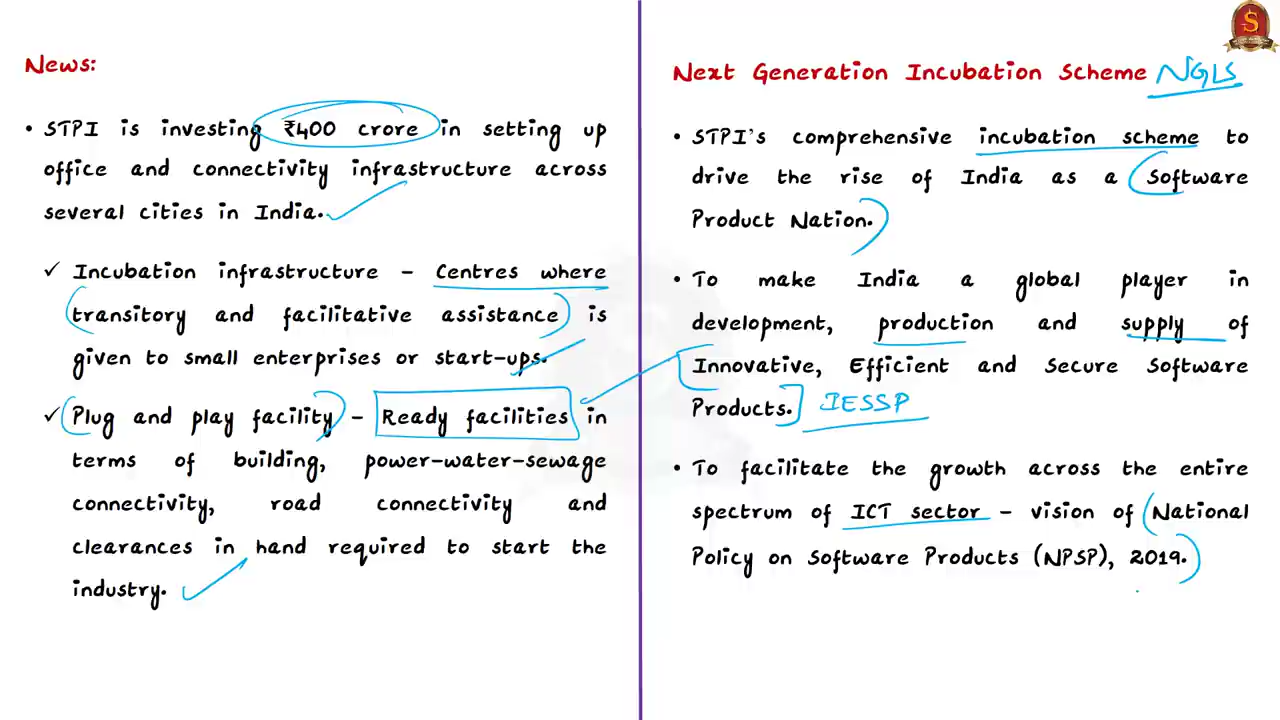 News:
• STPI is investing ₹400 crore in setting up
office and connectivity infrastructure across
several cities in India.
✓ Incubation infrastructure – Centres where
transitory and facilitative assistance is
given to small enterprises or start-ups.
✓ Plug and play facility – Ready facilities in
terms of building, power-water-sewage
connectivity, road connectivity and
clearances in hand required to start the
industry.
Next Generation Incubation Scheme NGIS
• STPI's comprehensive incubation scheme to
drive the rise of India as a Software
Product Nation.
• To make India a global player in
development, production and supply of
Innovative, Efficient and Secure Software
Products. IESSP
• To facilitate the growth across the entire
spectrum of ICT sector – vision of National
Policy on Software Products (NPSP), 2019.